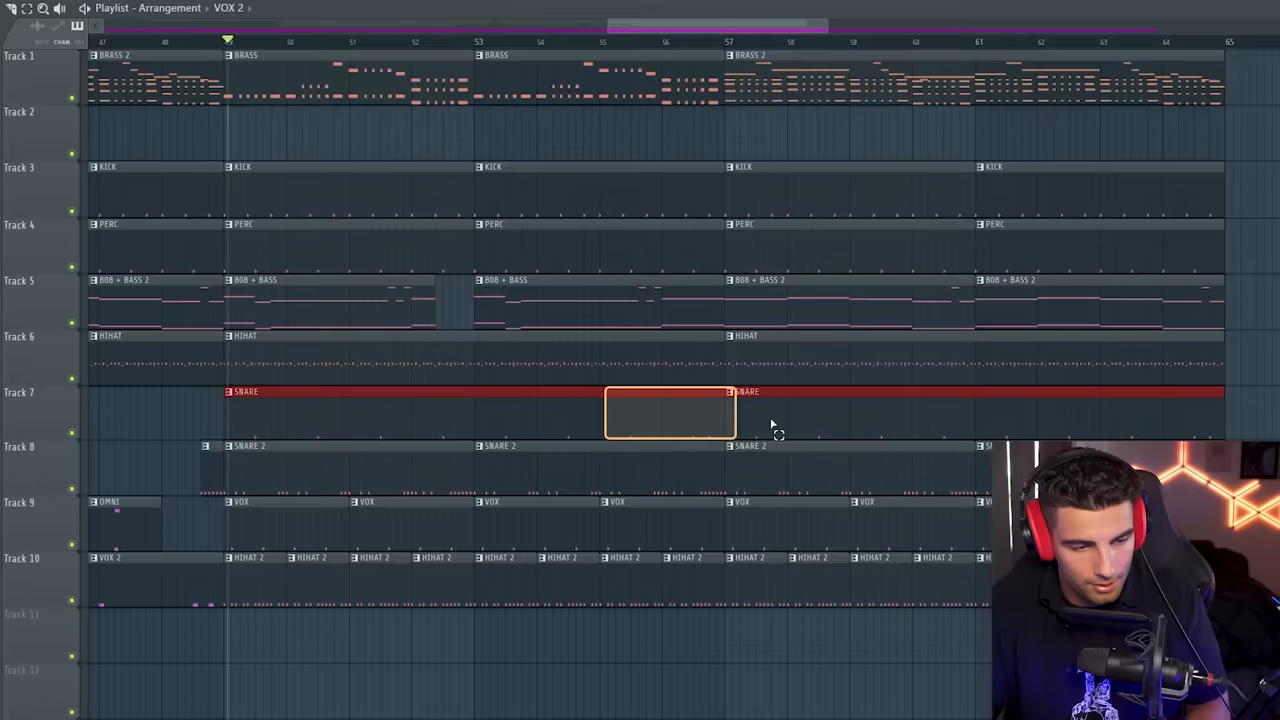 Playlist - Arrangement › VOX 2 ›
NOTE CHAN PAT
47 48 49 50 51 52 53 54 55 56 57 58 59 60 61 62 63 64 65
Track 1 BRASS 2 BRASS BRASS BRASS 2
Track 2
Track 3 KICK KICK KICK KICK KICK
Track 4 PERC PERC PERC PERC PERC
Track 5 808 + BASS 2 808 + BASS 808 + BASS 808 + BASS 2 808 + BASS 2
Track 6 HIHAT HIHAT HIHAT
Track 7 SNARE SNARE
Track 8 SNARE 2 SNARE 2 SNARE 2
Track 9 OMNI VOX VOX VOX VOX VOX VOX
Track 10 VOX 2 HIHAT 2 HIHAT 2 HIHAT 2 HIHAT 2 HIHAT 2 HIHAT 2 HIHAT 2 HIHAT 2 HIHAT 2 HIHAT 2 HIHAT 2 HIHAT 2
Track 11
Track 12